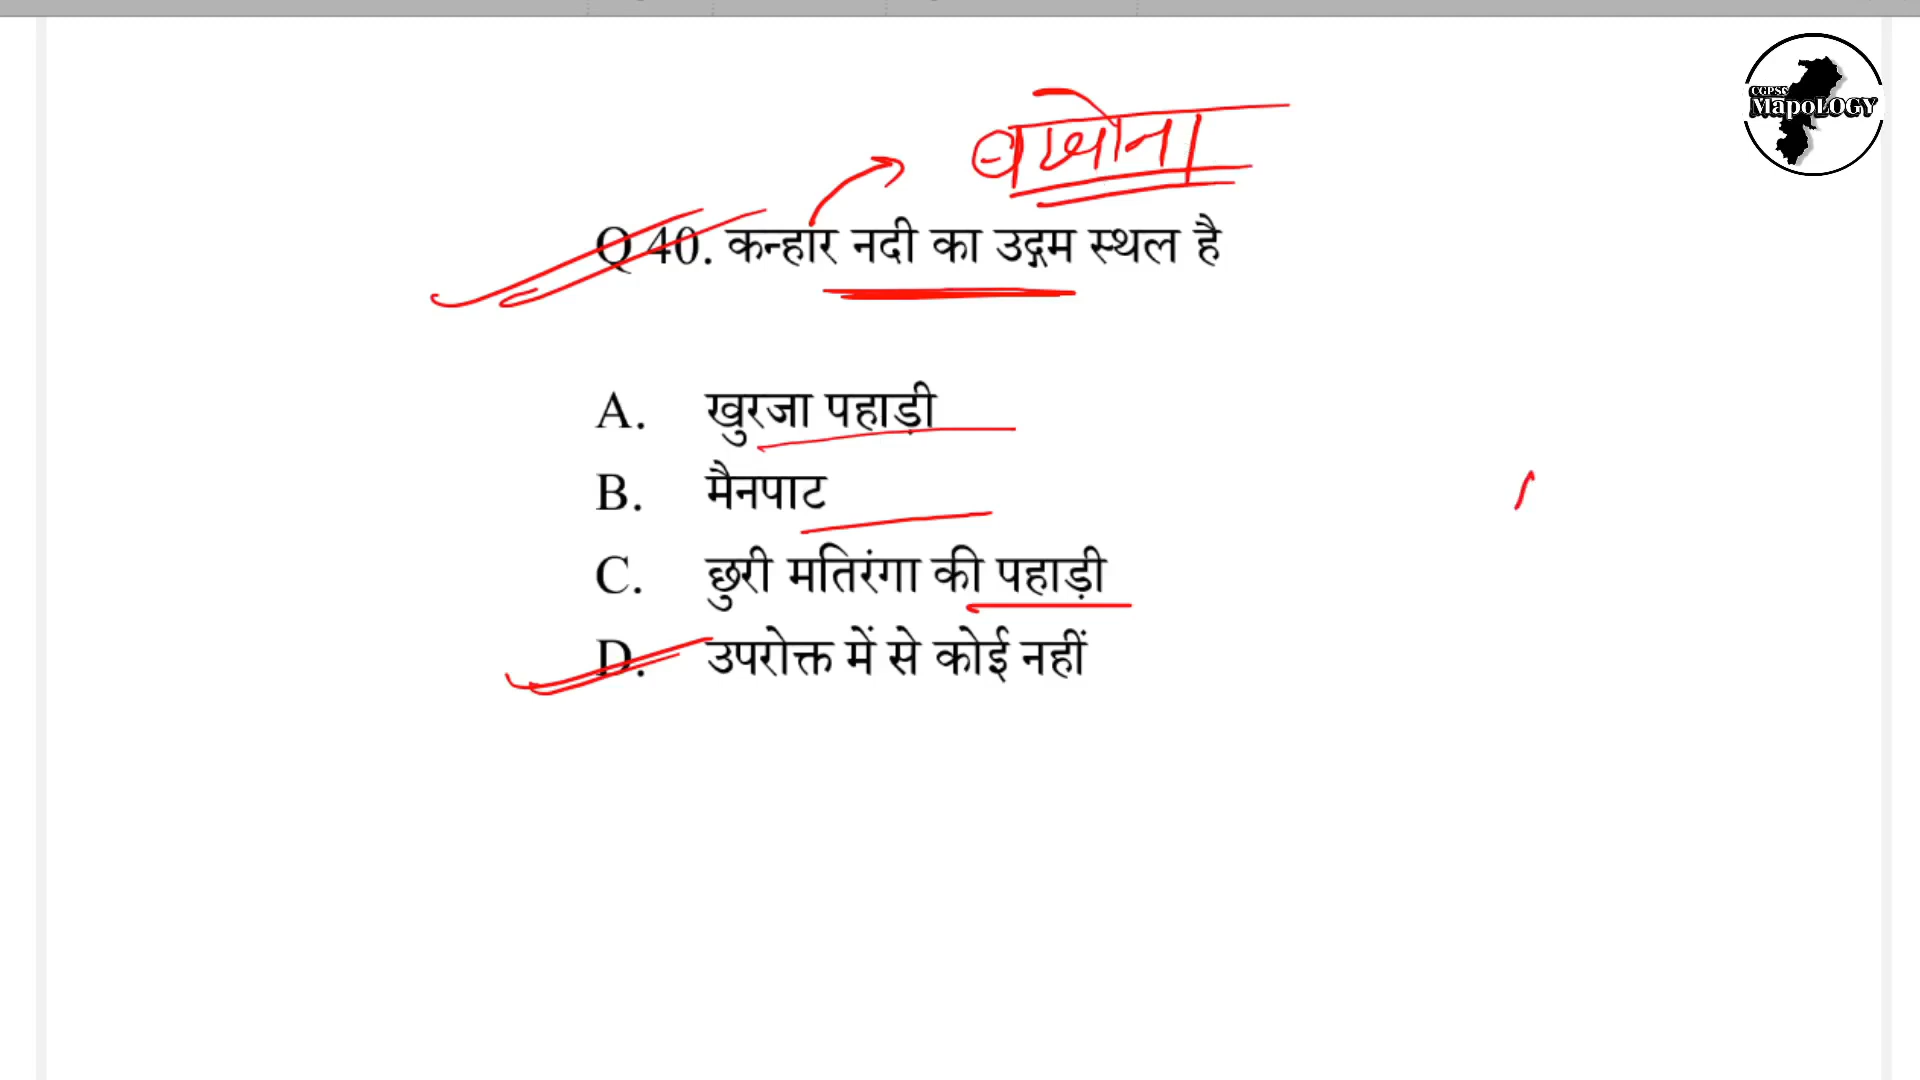 CGPSC
MapoLOGY
बखोना
Q 40. कन्हार नदी का उद्गम स्थल है
A. खुरजा पहाड़ी
B. मैनपाट
C. छुरी मतिरंगा की पहाड़ी
D. उपरोक्त में से कोई नहीं